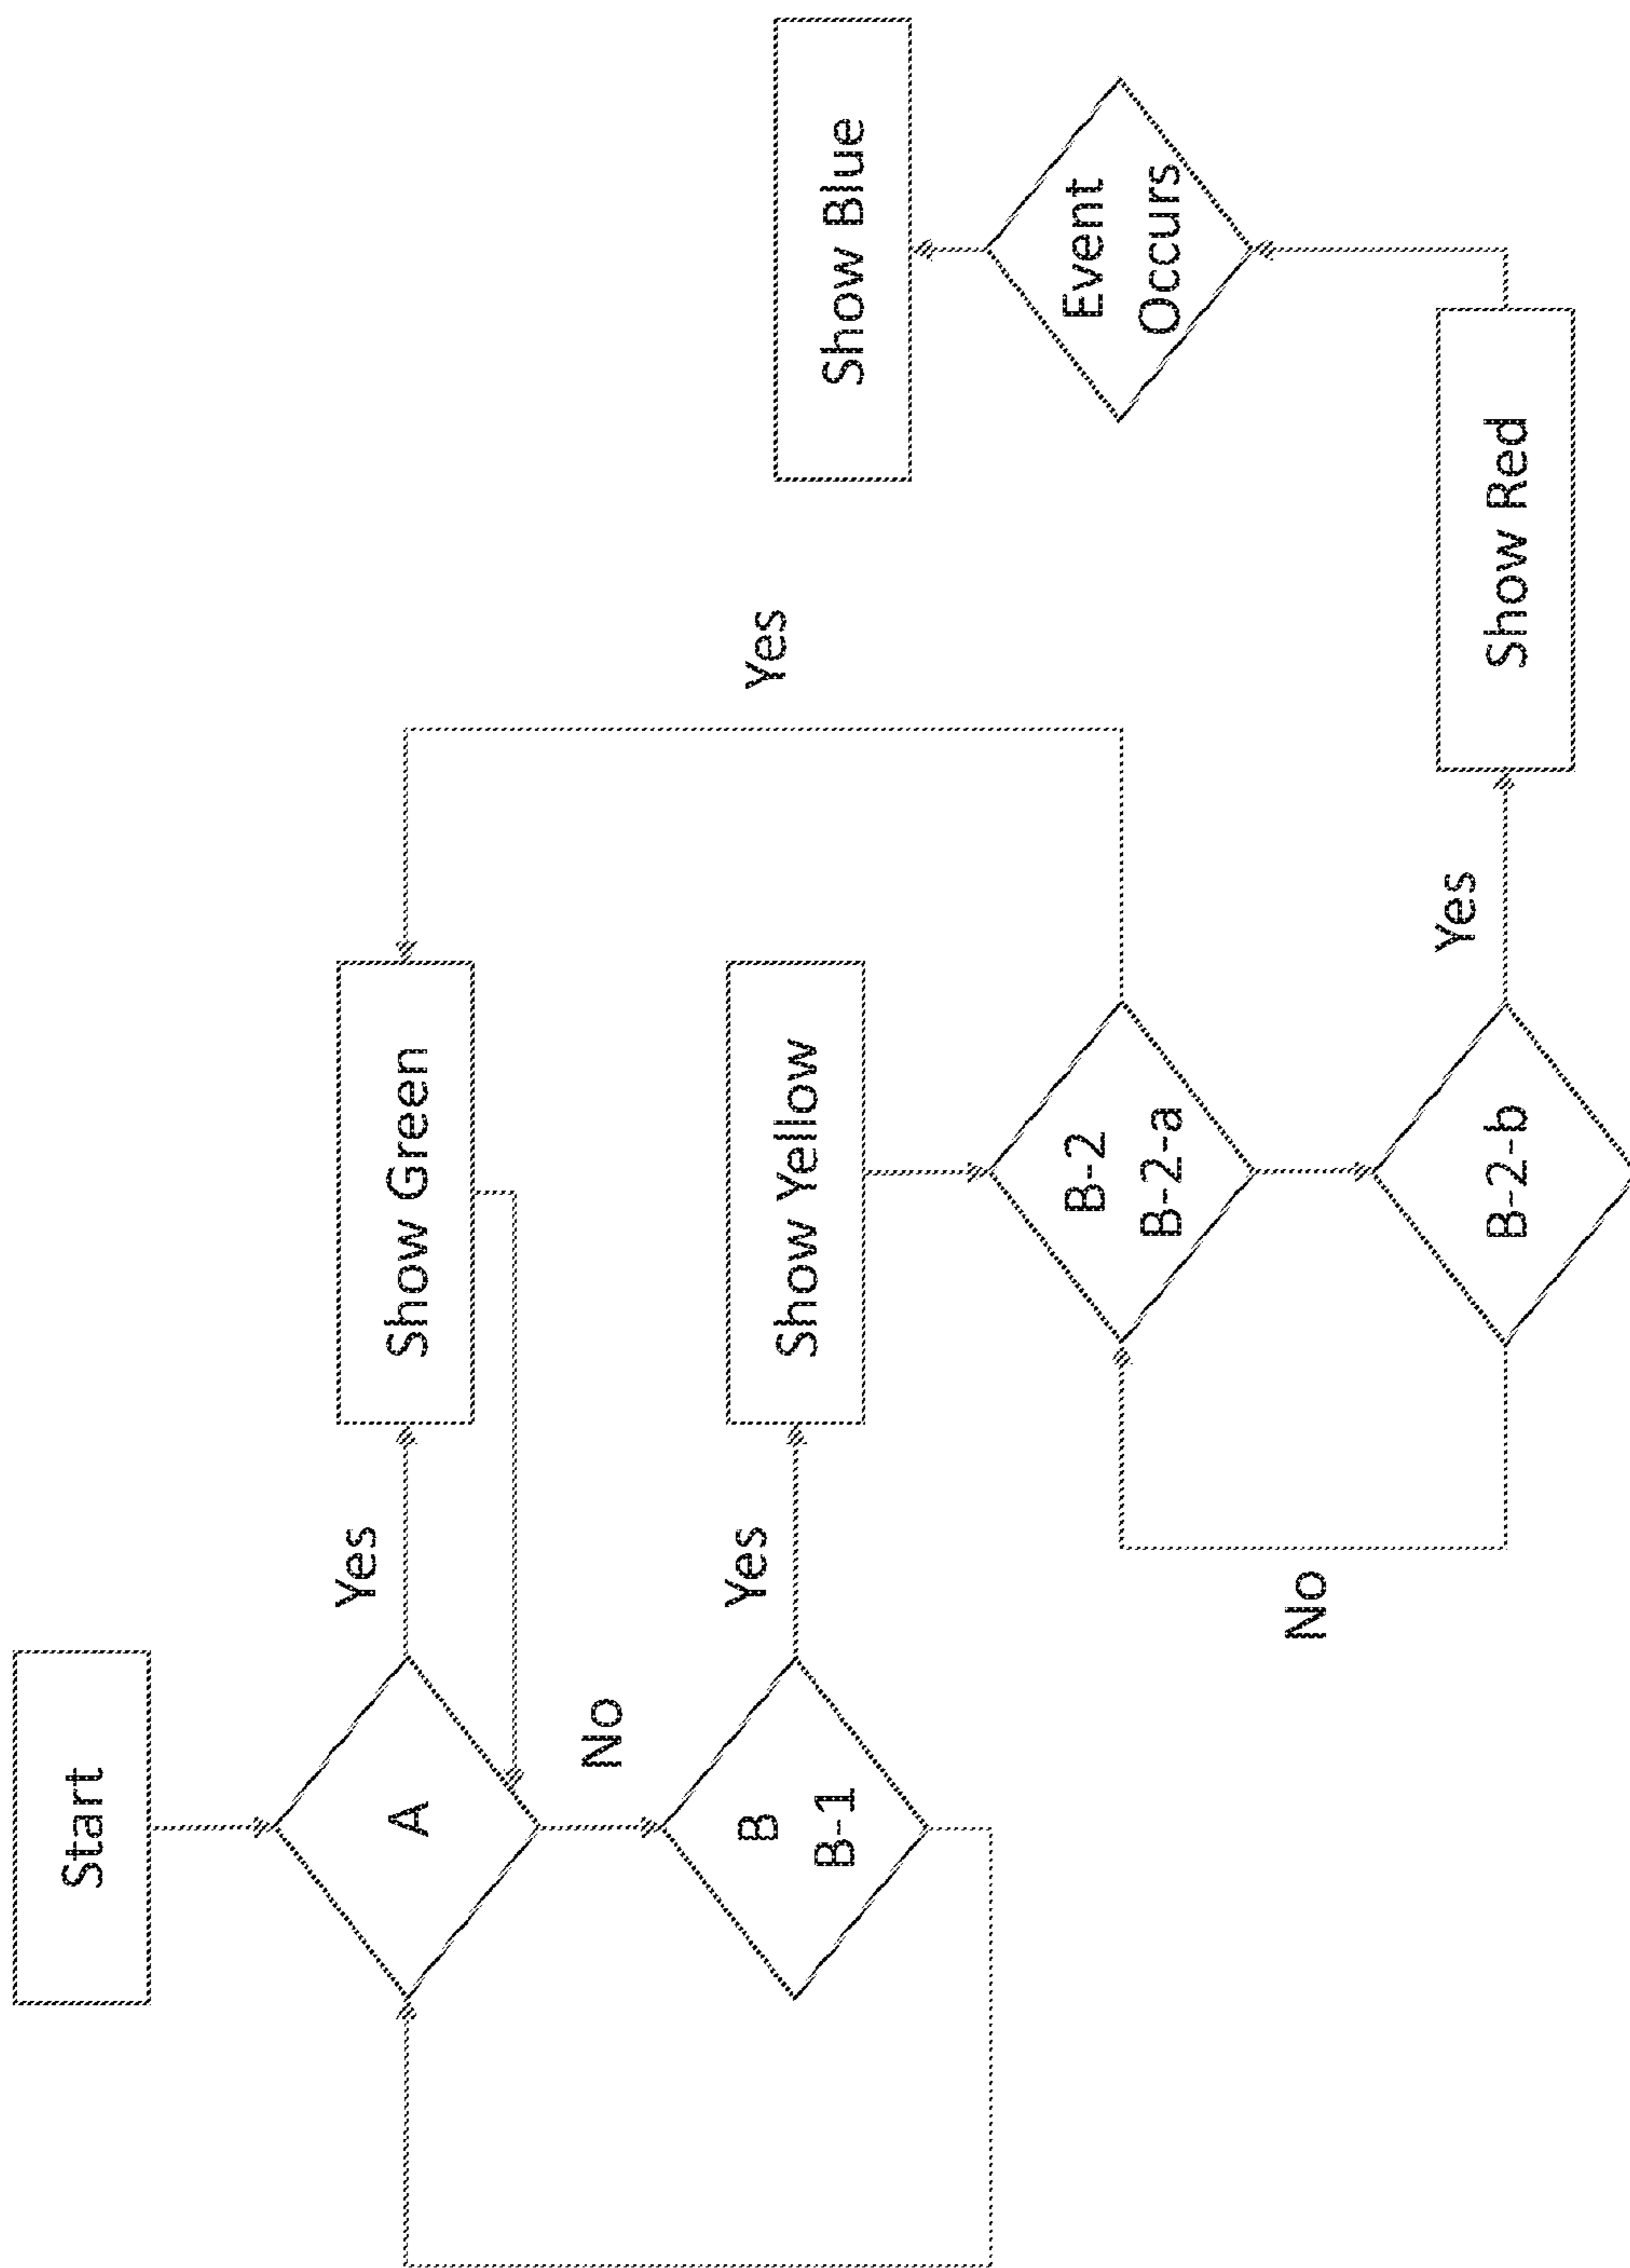 Start
A
Yes
Show Green
No
B
B-1
Yes
Show Yellow
Yes
B-2
B-2-a
No
B-2-b
Yes
Show Red
Event
Occurs
Show Blue